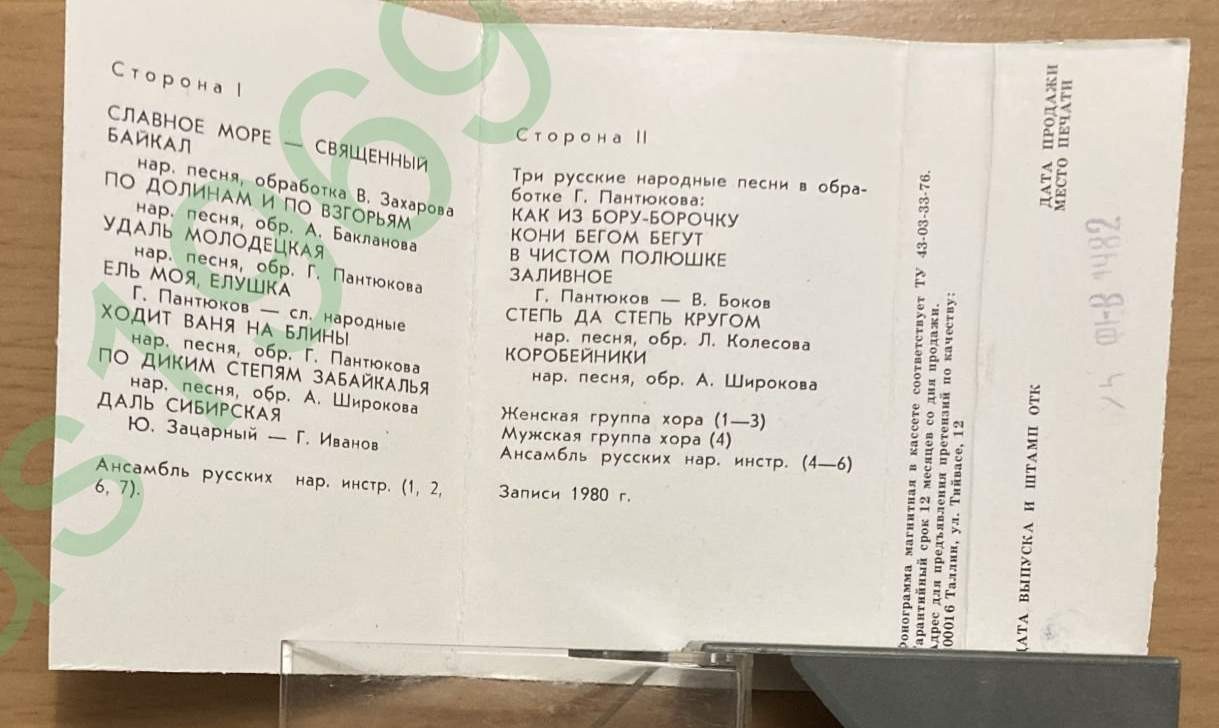 Сторона I
СЛАВНОЕ МОРЕ — СВЯЩЕННЫЙ
БАЙКАЛ
нар. песня, обработка В. Захарова
ПО ДОЛИНАМ И ПО ВЗГОРЬЯМ
нар. песня, обр. А. Бакланова
УДАЛЬ МОЛОДЕЦКАЯ
нар. песня, обр. Г. Пантюкова
ЕЛЬ МОЯ, ЕЛУШКА
Г. Пантюков — сл. народные
ХОДИТ ВАНЯ НА БЛИНЫ
нар. песня, обр. Г. Пантюкова
ПО ДИКИМ СТЕПЯМ ЗАБАЙКАЛЬЯ
нар. песня, обр. А. Широкова
ДАЛЬ СИБИРСКАЯ
Ю. Зацарный — Г. Иванов
Ансамбль русских нар. инстр. (1, 2,
6, 7).
Сторона II
Три русские народные песни в обра-
ботке Г. Пантюкова:
КАК ИЗ БОРУ-БОРОЧКУ
КОНИ БЕГОМ БЕГУТ
В ЧИСТОМ ПОЛЮШКЕ
ЗАЛИВНОЕ
Г. Пантюков — В. Боков
СТЕПЬ ДА СТЕПЬ КРУГОМ
нар. песня, обр. Л. Колесова
КОРОБЕЙНИКИ
нар. песня, обр. А. Широкова
Женская группа хора (1—3)
Мужская группа хора (4)
Ансамбль русских нар. инстр. (4—6)
Записи 1980 г.
Фонограмма магнитная в кассете соответствует ТУ 43-03-33-76.
Гарантийный срок 12 месяцев со дня продажи.
Адрес для предъявления претензий по качеству:
00016 Таллин, ул. Тийвасе, 12
ДАТА ВЫПУСКА И ШТАМП ОТК
ДАТА ПРОДАЖИ
МЕСТО ПЕЧАТИ
gs1969